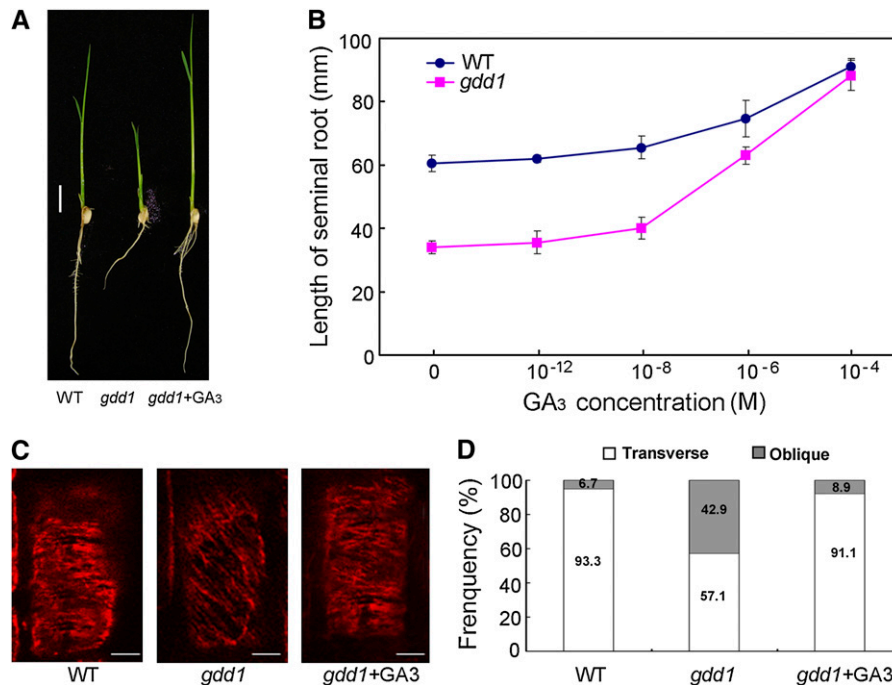 A
WT gdd1 gdd1+GA3
B
Length of seminal root (mm)
100
80
60
40
20
0
WT
gdd1
0 10-12 10-8 10-6 10-4
GA3 concentration (M)
C
WT gdd1 gdd1+GA3
D
Transverse Oblique
Frenquency (%)
100
80
60
40
20
0
6.7 42.9 8.9
93.3 57.1 91.1
WT gdd1 gdd1+GA3